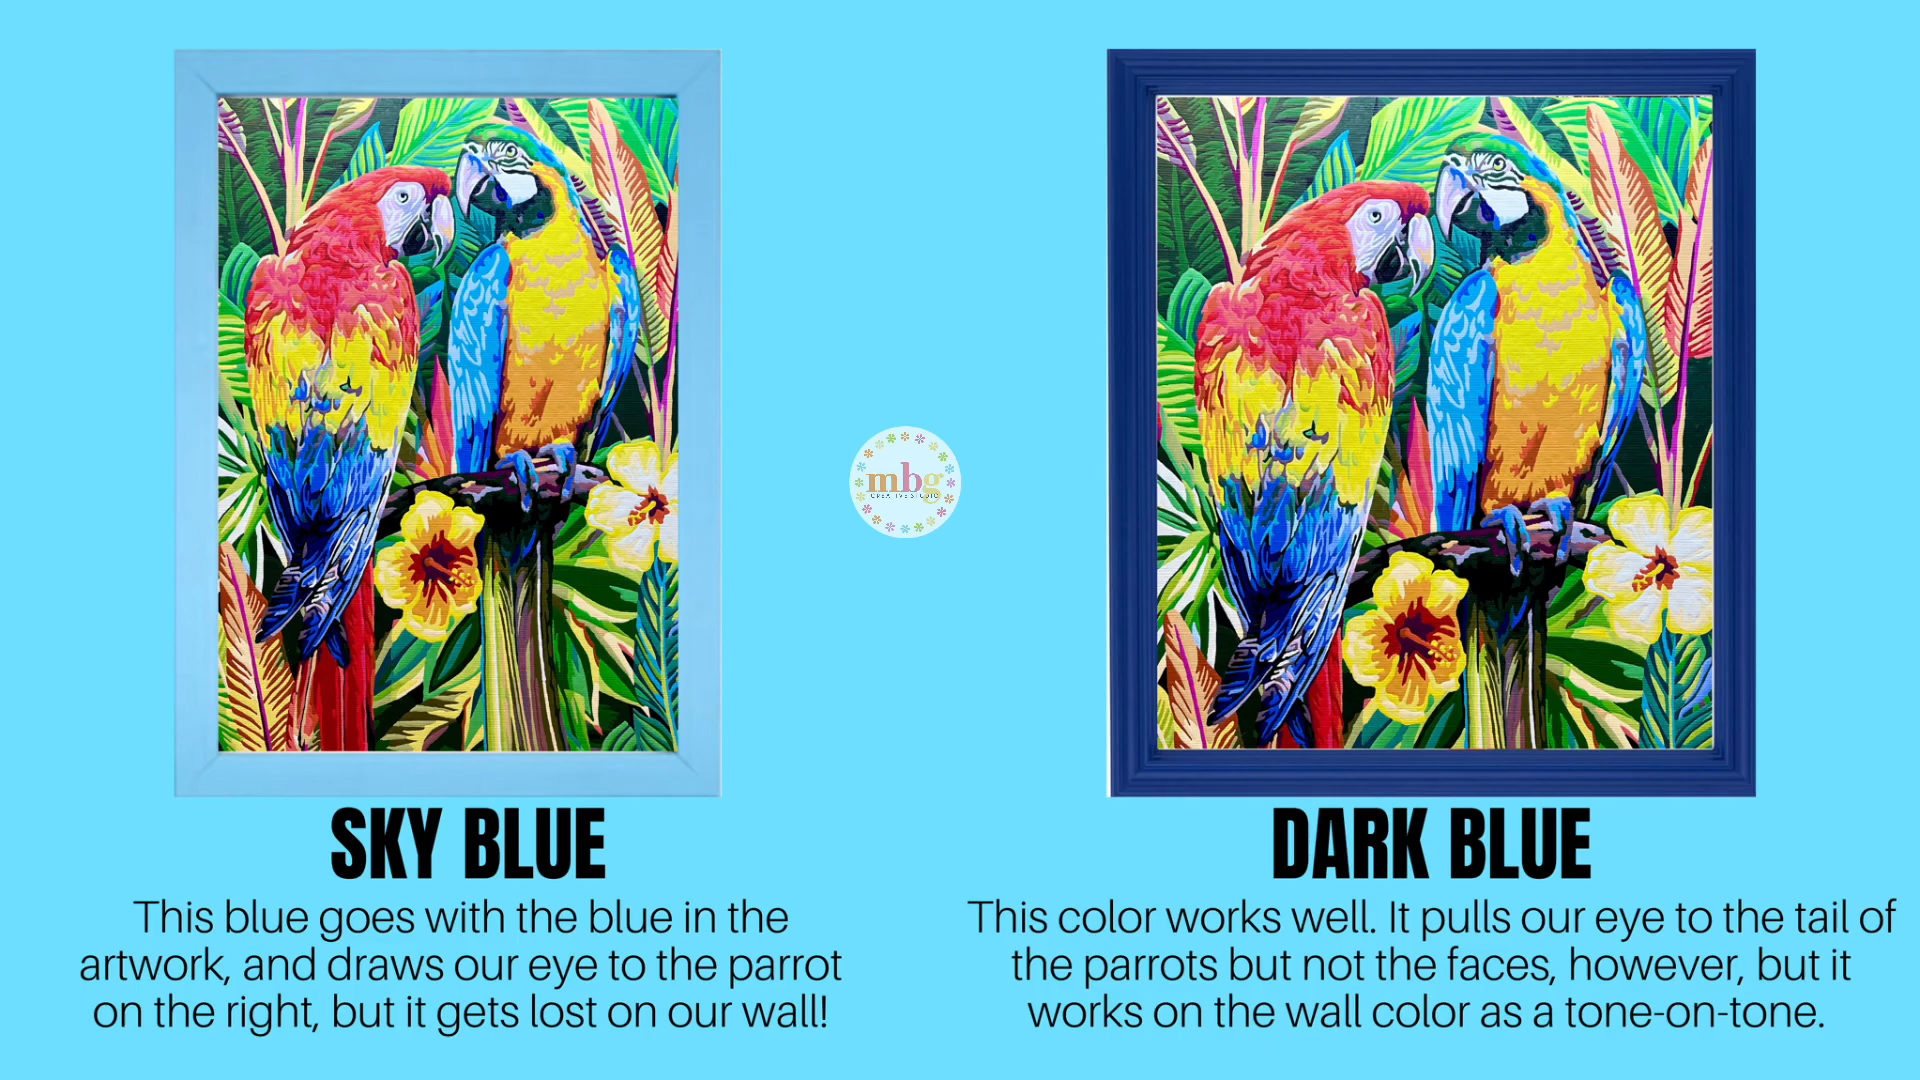 mbg
CREATIVE STUDIO
SKY BLUE
This blue goes with the blue in the
artwork, and draws our eye to the parrot
on the right, but it gets lost on our wall!
DARK BLUE
This color works well. It pulls our eye to the tail of
the parrots but not the faces, however, but it
works on the wall color as a tone-on-tone.